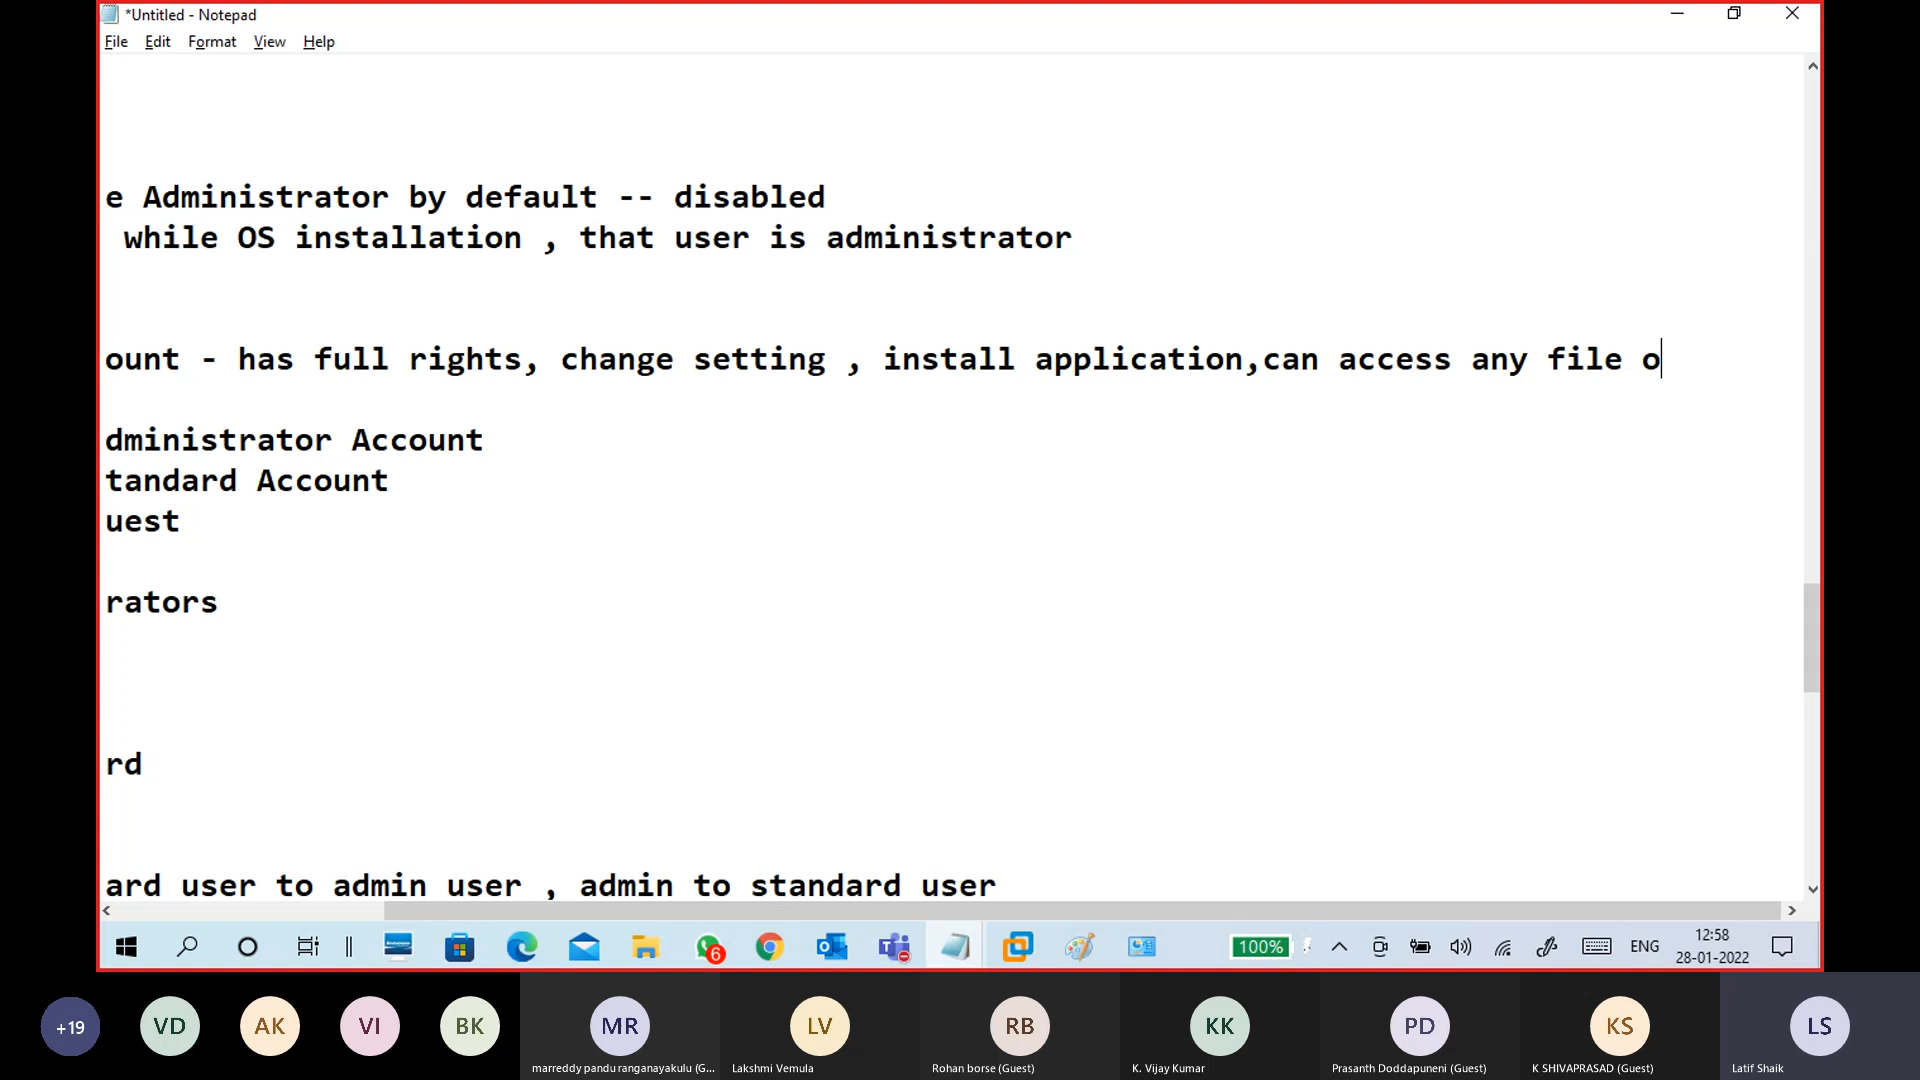 *Untitled - Notepad
File Edit Format View Help
e Administrator by default -- disabled
while OS installation , that user is administrator
ount - has full rights, change setting , install application,can access any file o
dministrator Account
tandard Account
uest
rators
rd
ard user to admin user , admin to standard user
6
100%
ENG
12:58
28-01-2022
+19
VD
AK
VI
BK
MR
LV
RB
KK
PD
KS
LS
marreddy pandu ranganayakulu (G...
Lakshmi Vemula
Rohan borse (Guest)
K. Vijay Kumar
Prasanth Doddapuneni (Guest)
K SHIVAPRASAD (Guest)
Latif Shaik